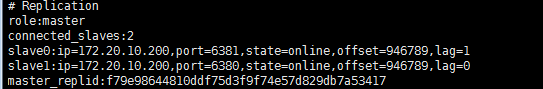 # Replication
role:master
connected_slaves:2
slave0:ip=172.20.10.200,port=6381,state=online,offset=946789,lag=1
slave1:ip=172.20.10.200,port=6380,state=online,offset=946789,lag=0
master_replid:f79e98644810ddf75d3f9f74e57d829db7a53417